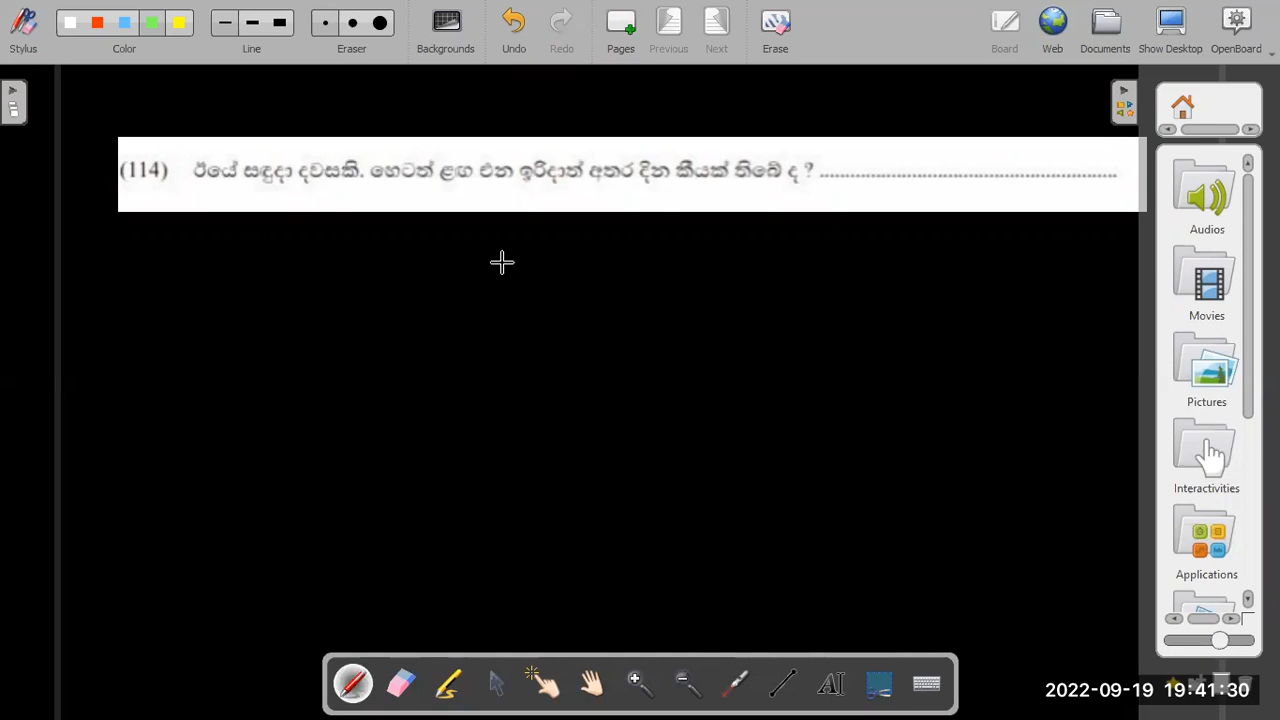 Stylus Color Line Eraser Backgrounds Undo Redo Pages Previous Next Erase Board Web Documents Show Desktop OpenBoard
(114) ඊයේ සඳුදා දවසකි. හෙටත් ළඟ එන ඉරිදාත් අතර දින කීයක් තිබේ ද ? ....................................................................
Audios
Movies
Pictures
Interactivities
Applications
2022-09-19 19:41:30